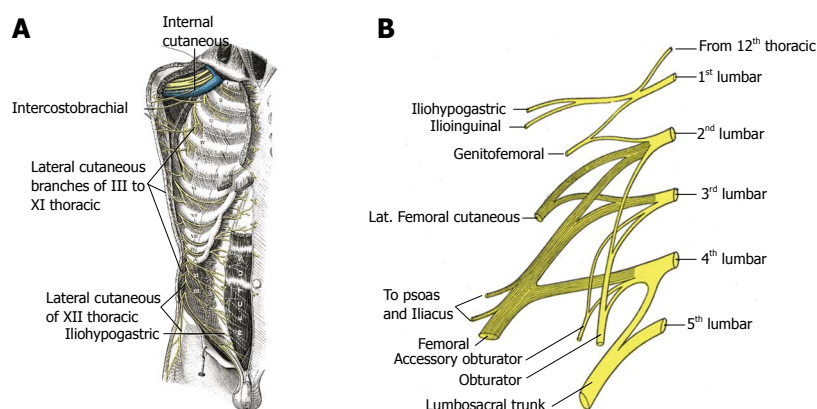 A
Internal
cutaneous
Intercostobrachial
Lateral cutaneous
branches of III to
XI thoracic
Lateral cutaneous
of XII thoracic
Iliohypogastric
B
From 12th thoracic
1st lumbar
Iliohypogastric
Ilioinguinal
2nd lumbar
Genitofemoral
3rd lumbar
Lat. Femoral cutaneous
4th lumbar
To psoas
and Iliacus
5th lumbar
Femoral
Accessory obturator
Obturator
Lumbosacral trunk